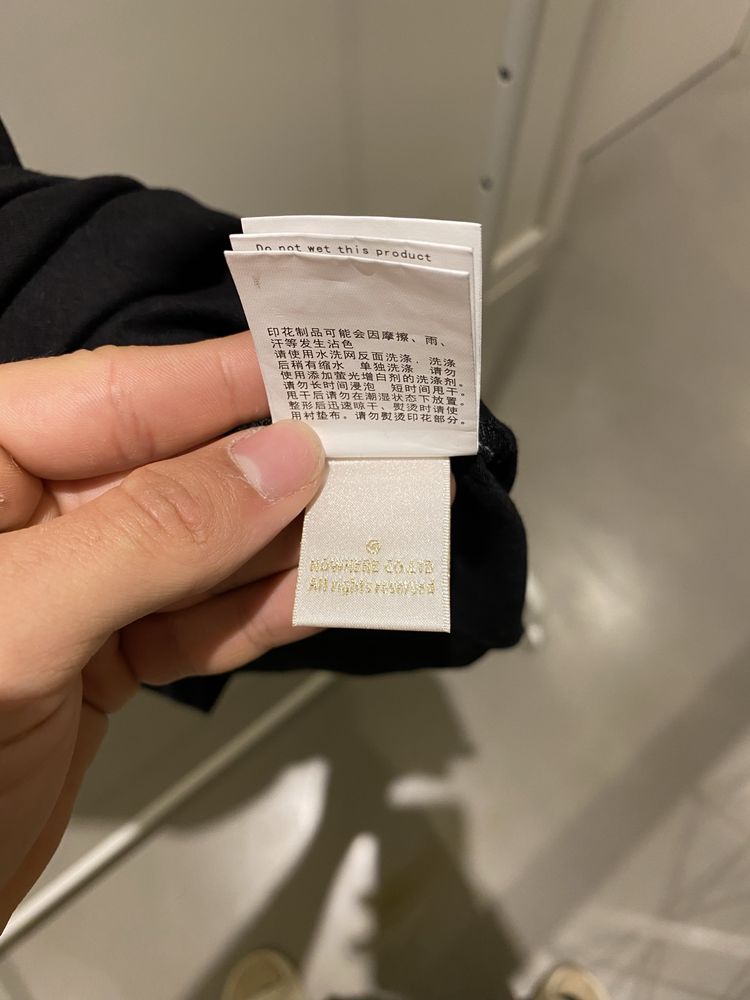 Do not wet this product
印花制品可能会因摩擦、雨、
汗等发生沾色
请使用水洗网反面洗涤．洗涤
后稍有缩水 单独洗涤 请勿
使用添加萤光增白剂的洗涤剂。
请勿长时间浸泡 短时间甩干。
甩干后请勿在潮湿状态下放置。
整形后迅速晾干、熨烫时请使
用衬垫布。请勿熨烫印花部分。
NOWHERE CO.LTD
All rights reserved